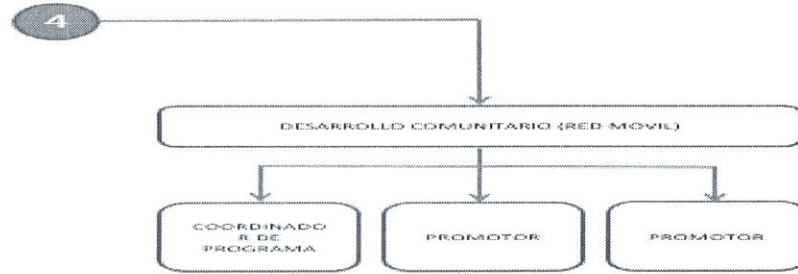 4
DESARROLLO COMUNITARIO (RED MOVIL)
COORDINADO
R DE
PROGRAMA
PROMOTOR
PROMOTOR